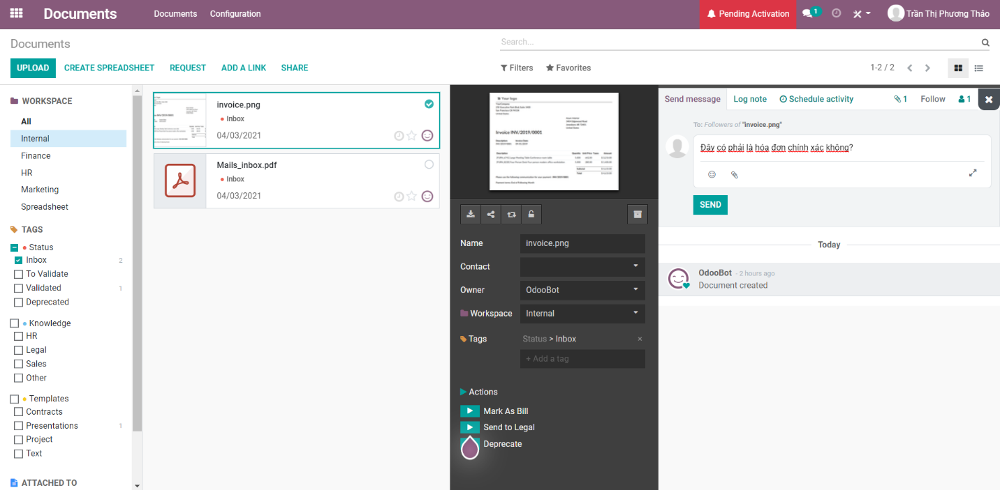 Documents
Documents
Configuration
Pending Activation
1
Trần Thị Phương Thảo
Documents
Search...
UPLOAD
CREATE SPREADSHEET
REQUEST
ADD A LINK
SHARE
Filters
Favorites
1-2 / 2
WORKSPACE
All
Internal
Finance
HR
Marketing
Spreadsheet
TAGS
Status
Inbox 2
To Validate
Validated 1
Deprecated
Knowledge
HR
Legal
Sales
Other
Templates
Contracts
Presentations 1
Project
Text
ATTACHED TO
invoice.png
Inbox
04/03/2021
Mails_inbox.pdf
Inbox
04/03/2021
Your logo
Invoice INV/2019/0001
Name invoice.png
Contact
Owner OdooBot
Workspace Internal
Tags Status > Inbox ×
+ Add a tag
Actions
Mark As Bill
Send to Legal
Deprecate
Send message
Log note
Schedule activity
1
Follow
1
To: Followers of "invoice.png"
Đây có phải là hóa đơn chính xác không?
SEND
Today
OdooBot - 2 hours ago
Document created